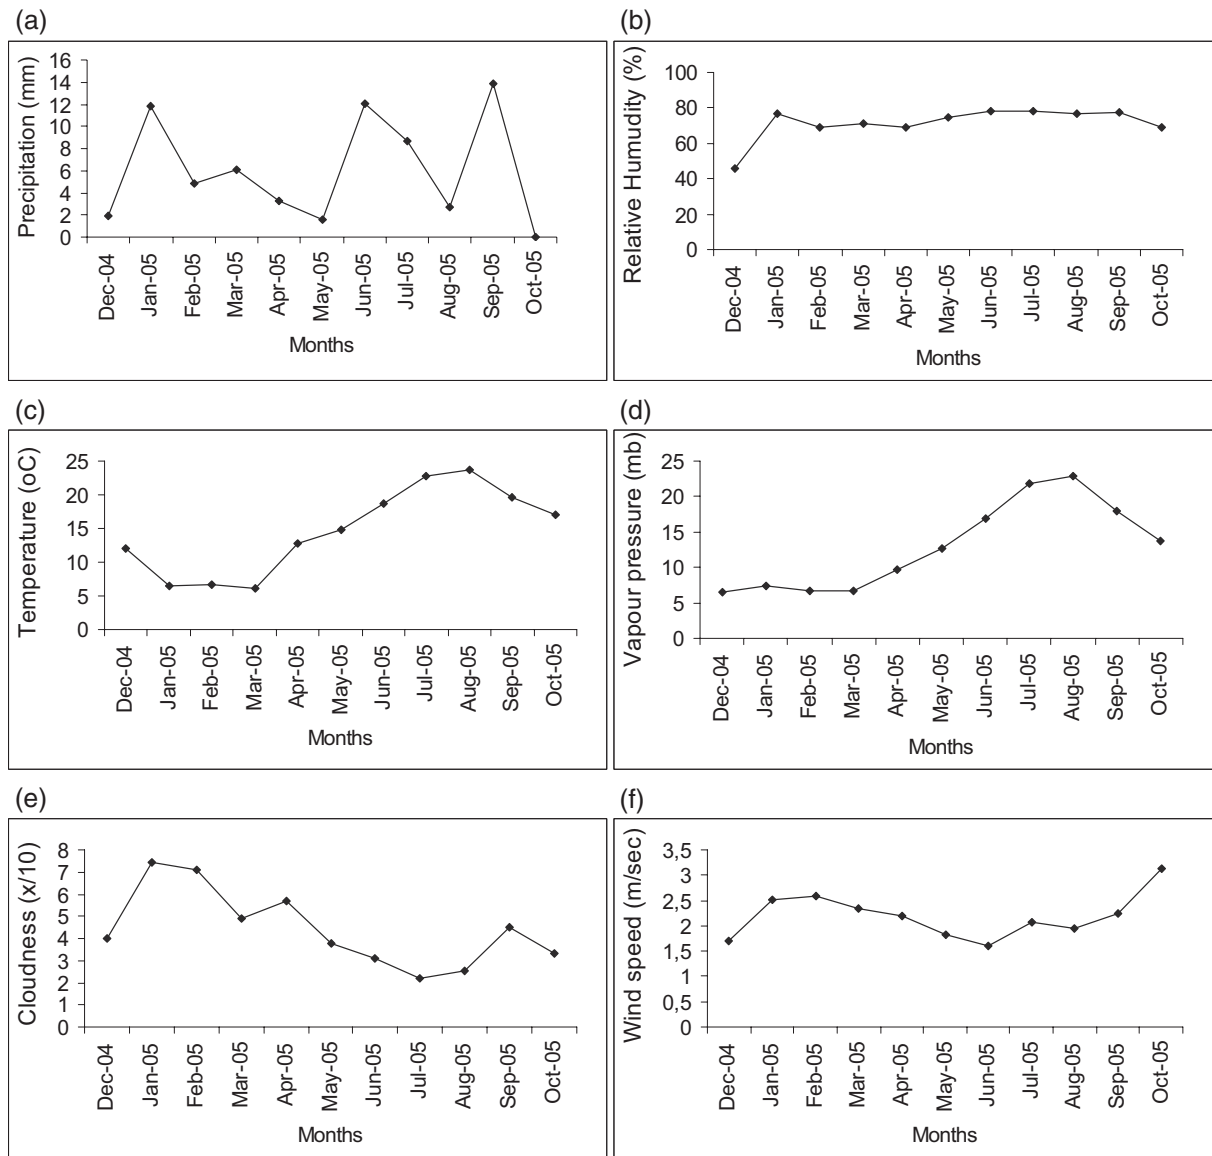 (a)
Precipitation (mm)
16
14
12
10
8
6
4
2
0
Dec-04
Jan-05
Feb-05
Mar-05
Apr-05
May-05
Jun-05
Jul-05
Aug-05
Sep-05
Oct-05
Months
(b)
Relative Humudity (%)
100
80
60
40
20
0
Dec-04
Jan-05
Feb-05
Mar-05
Apr-05
May-05
Jun-05
Jul-05
Aug-05
Sep-05
Oct-05
Months
(c)
Temperature (oC)
25
20
15
10
5
0
Dec-04
Jan-05
Feb-05
Mar-05
Apr-05
May-05
Jun-05
Jul-05
Aug-05
Sep-05
Oct-05
Months
(d)
Vapour pressure (mb)
25
20
15
10
5
0
Dec-04
Jan-05
Feb-05
Mar-05
Apr-05
May-05
Jun-05
Jul-05
Aug-05
Sep-05
Oct-05
Months
(e)
Cloudness (x/10)
8
7
6
5
4
3
2
1
0
Dec-04
Jan-05
Feb-05
Mar-05
Apr-05
May-05
Jun-05
Jul-05
Aug-05
Sep-05
Oct-05
Months
(f)
Wind speed (m/sec)
3,5
3
2,5
2
1,5
1
0,5
0
Dec-04
Jan-05
Feb-05
Mar-05
Apr-05
May-05
Jun-05
Jul-05
Aug-05
Sep-05
Oct-05
Months